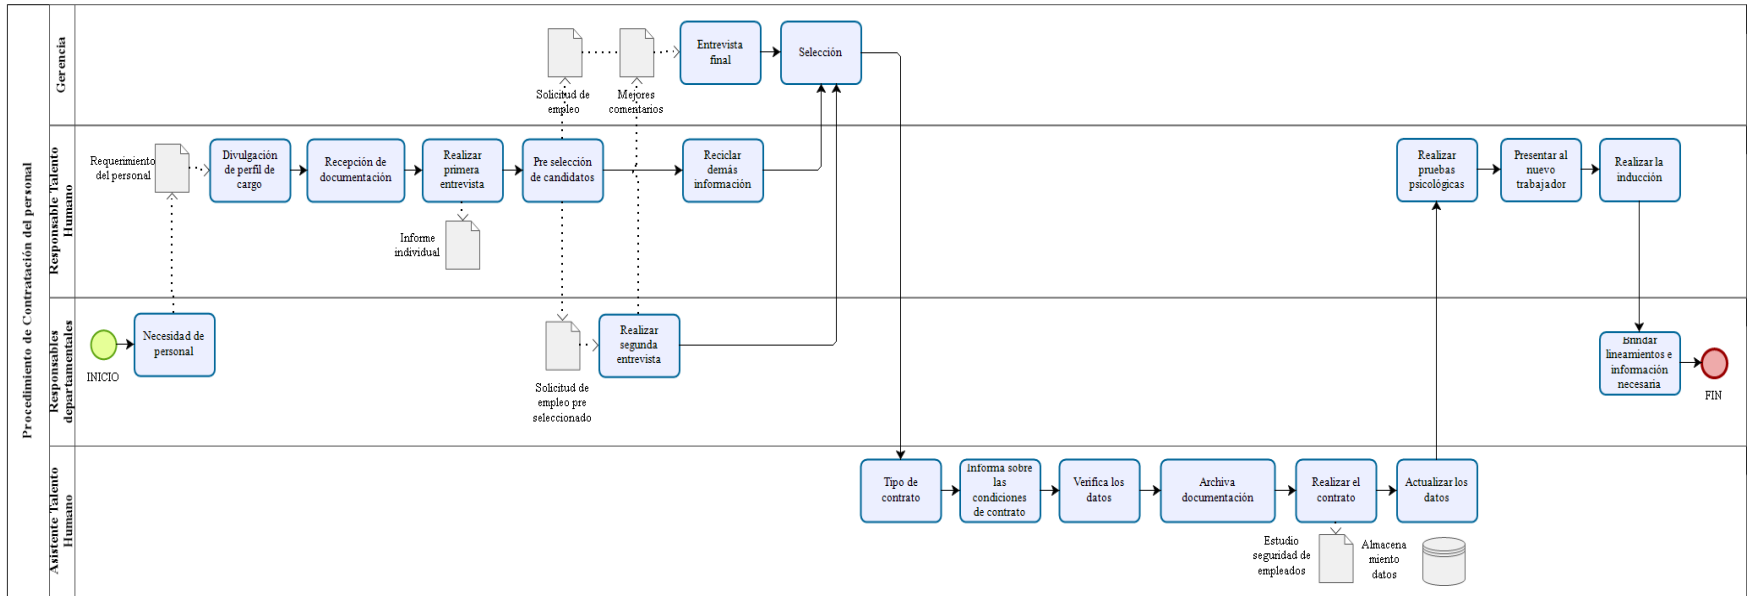 Procedimiento de Contratación del personal
Gerencia
Solicitud de
empleo
Mejores
comentarios
Entrevista
final
Selección
Responsable Talento
Humano
Requerimiento
del personal
Divulgación
de perfil de
cargo
Recepción de
documentación
Realizar
primera
entrevista
Informe
individual
Pre selección
de candidatos
Reciclar
demás
información
Realizar
pruebas
psicológicas
Presentar al
nuevo
trabajador
Realizar la
inducción
Responsables
departamentales
INICIO
Necesidad de
personal
Solicitud de
empleo pre
seleccionado
Realizar
segunda
entrevista
Brindar
lineamientos e
información
necesaria
FIN
Asistente Talento
Humano
Tipo de
contrato
Informa sobre
las
condiciones
de contrato
Verifica los
datos
Archiva
documentación
Realizar el
contrato
Estudio
seguridad de
empleados
Actualizar los
datos
Almacena
miento
datos